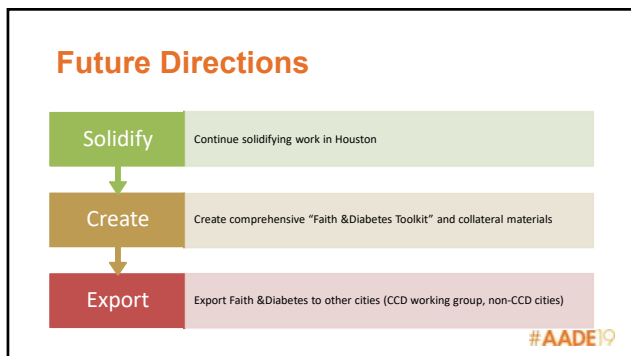 Future Directions
Solidify
Continue solidifying work in Houston
Create
Create comprehensive “Faith &Diabetes Toolkit” and collateral materials
Export
Export Faith &Diabetes to other cities (CCD working group, non-CCD cities)
#AADE19